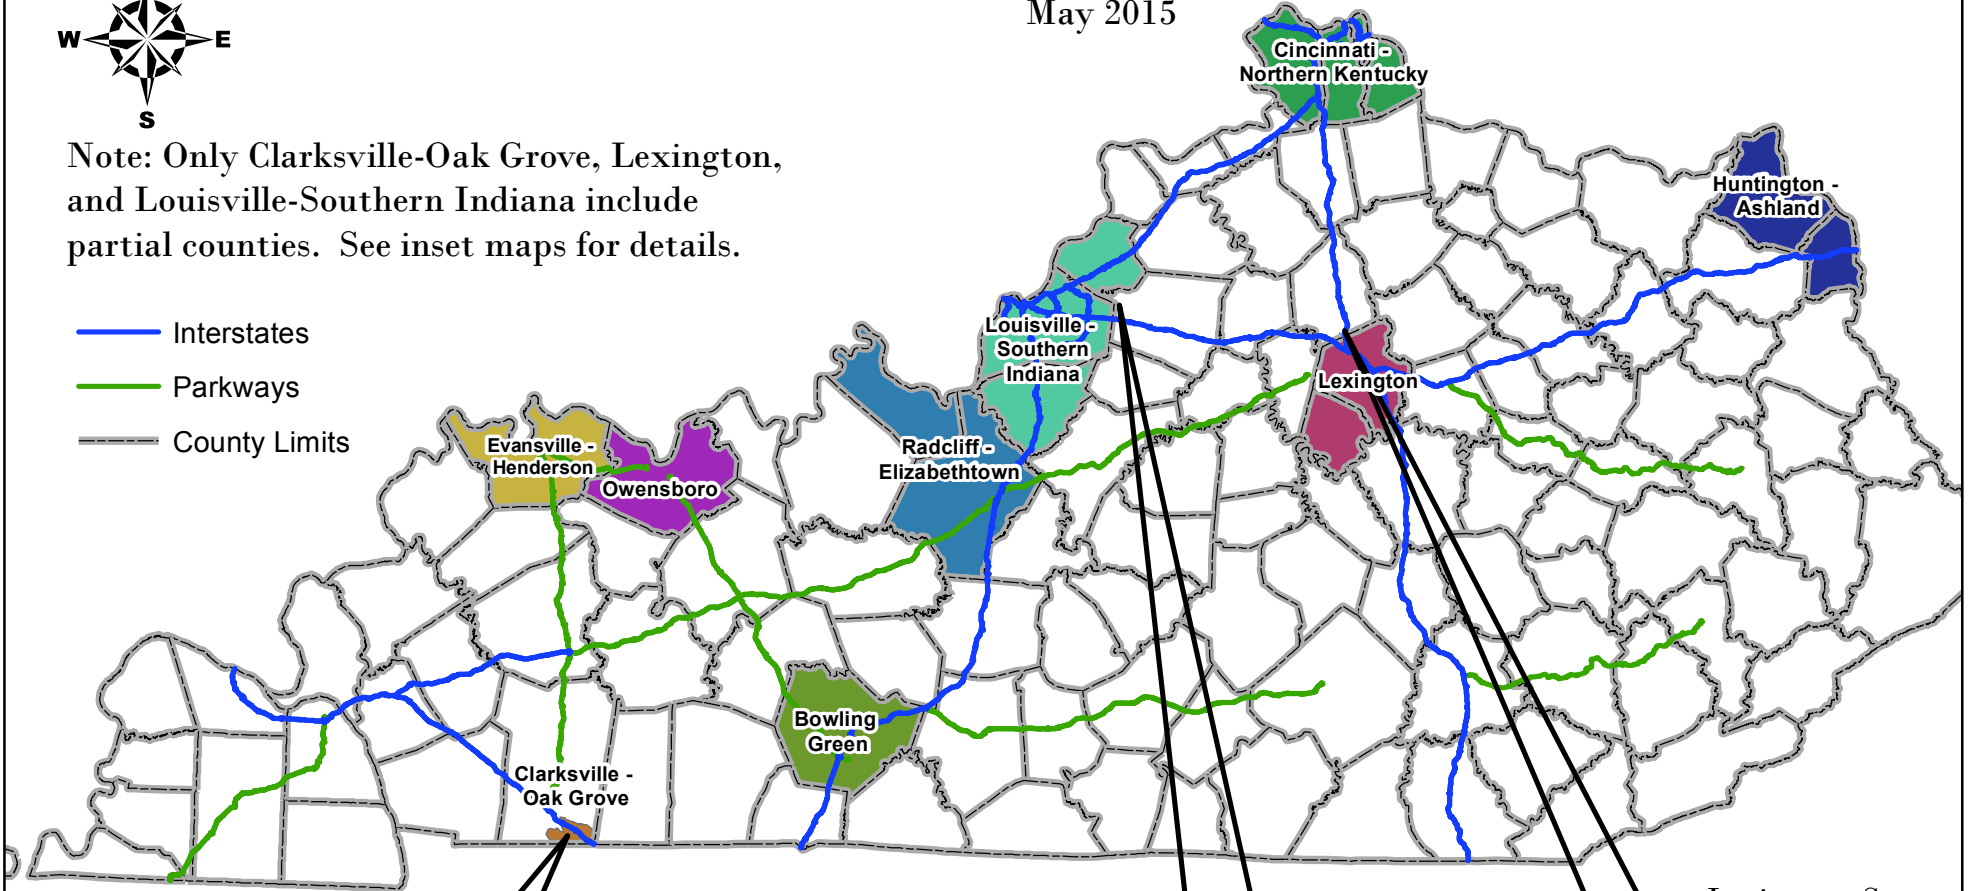 May 2015
W
E
S
Note: Only Clarksville-Oak Grove, Lexington,
and Louisville-Southern Indiana include
partial counties.  See inset maps for details.
Interstates
Parkways
County Limits
Cincinnati -
Northern Kentucky
Huntington -
Ashland
Louisville -
Southern
Indiana
Lexington
Radcliff -
Elizabethtown
Evansville -
Henderson
Owensboro
Bowling
Green
Clarksville -
Oak Grove